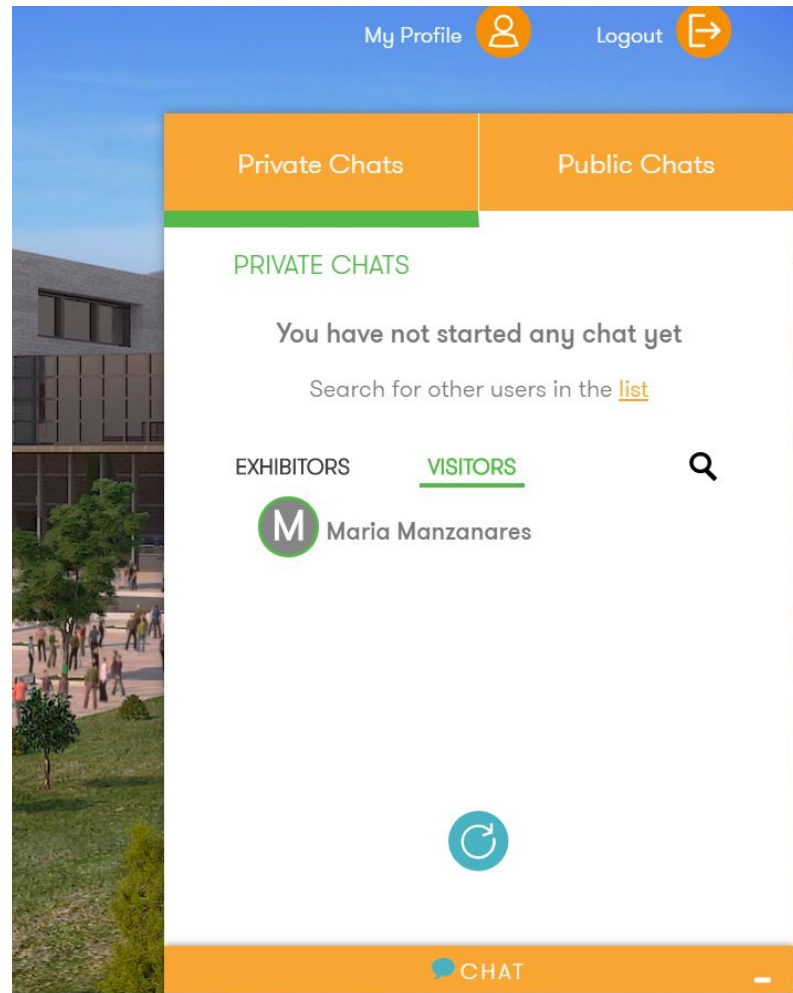 My Profile Logout
Private Chats Public Chats
PRIVATE CHATS
You have not started any chat yet
Search for other users in the list
EXHIBITORS VISITORS
M Maria Manzanares
CHAT